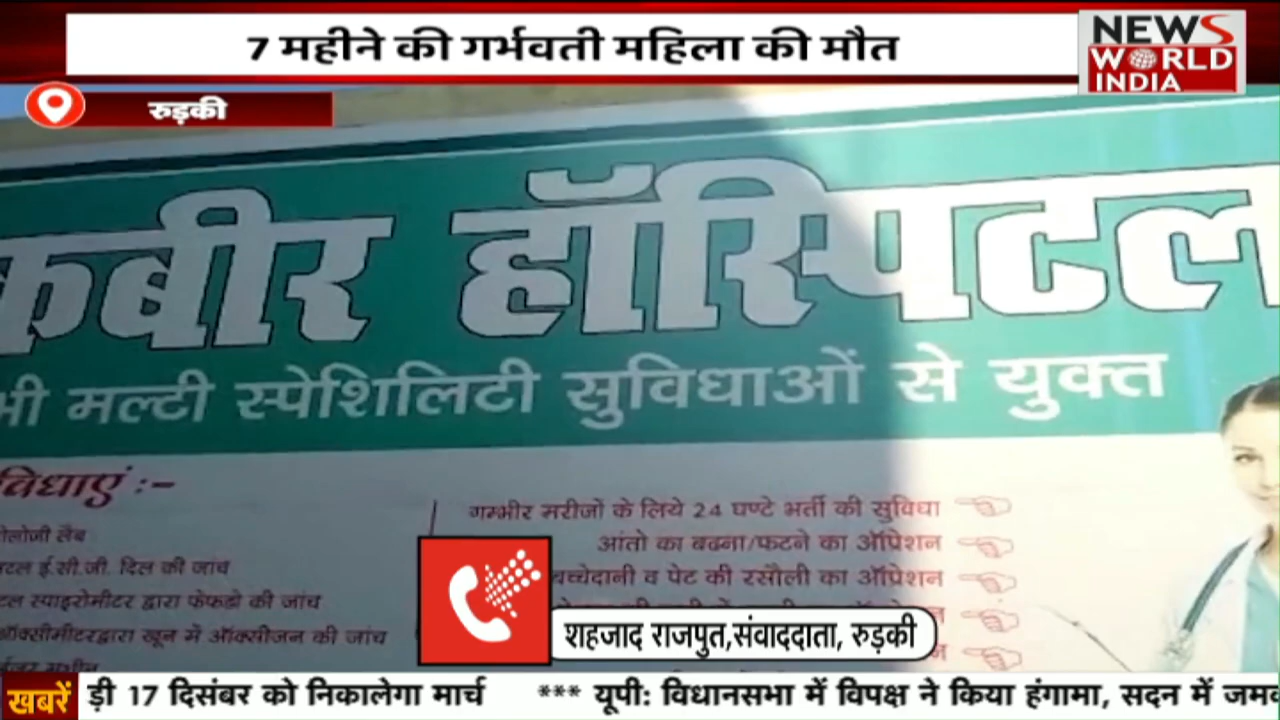 7 महीने की गर्भवती महिला की मौत
NEWS
WORLD
INDIA
रुड़की
कबीर हॉस्पिटल
भी मल्टी स्पेशिलिटी सुविधाओं से युक्त
विधाएं :-
गम्भीर मरीजों के लिये 24 घण्टे भर्ती की सुविधा
ोलोजी लैब
आंतो का बढना/फटने का ऑप्रेशन
टल ई.सी.जी. दिल की जांच
बच्चेदानी व पेट की रसौली का ऑप्रेशन
टल स्पाइरोमीटर द्वारा फेफडो की जांच
ऑक्सीमीटरद्वारा खून में ऑक्सीजन की जांच
शहजाद राजपुत,संवाददाता, रुड़की
खबरें ड़ी 17 दिसंबर को निकालेगा मार्च *** यूपी: विधानसभा में विपक्ष ने किया हंगामा, सदन में जमक